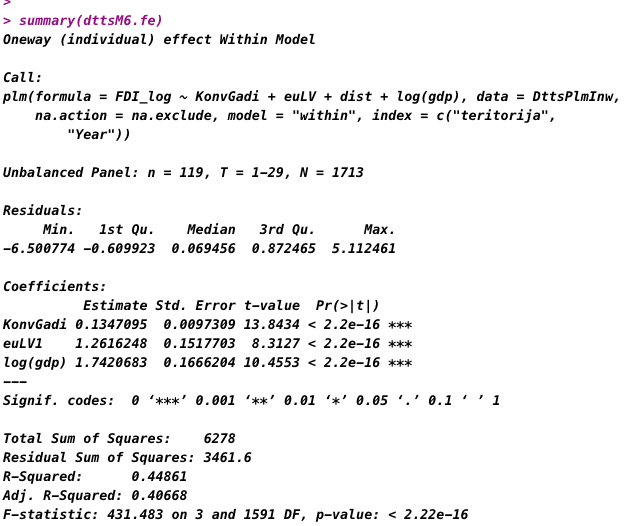 >
> summary(dttsM6.fe)
Oneway (individual) effect Within Model
Call:
plm(formula = FDI_log ~ KonvGadi + euLV + dist + log(gdp), data = DttsPlmInw,
na.action = na.exclude, model = "within", index = c("teritorija",
"Year"))
Unbalanced Panel: n = 119, T = 1-29, N = 1713
Residuals:
Min. 1st Qu. Median 3rd Qu. Max.
-6.500774 -0.609923 0.069456 0.872465 5.112461
Coefficients:
Estimate Std. Error t-value Pr(>|t|)
KonvGadi 0.1347095 0.0097309 13.8434 < 2.2e-16 ***
euLV1 1.2616248 0.1517703 8.3127 < 2.2e-16 ***
log(gdp) 1.7420683 0.1666204 10.4553 < 2.2e-16 ***
---
Signif. codes: 0 ‘***’ 0.001 ‘**’ 0.01 ‘*’ 0.05 ‘.’ 0.1 ‘ ’ 1
Total Sum of Squares: 6278
Residual Sum of Squares: 3461.6
R-Squared: 0.44861
Adj. R-Squared: 0.40668
F-statistic: 431.483 on 3 and 1591 DF, p-value: < 2.22e-16